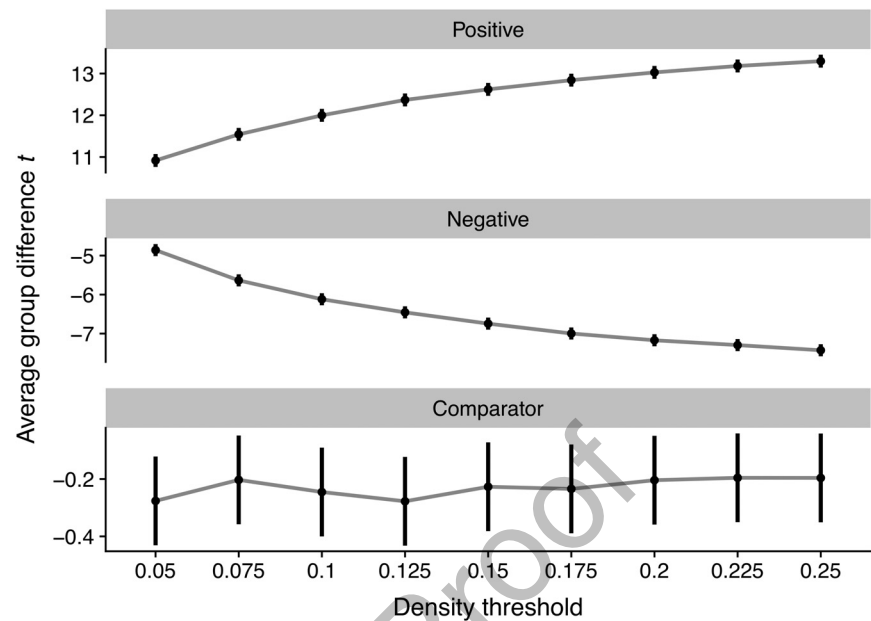 Positive
13
12
11
Negative
−5
−6
−7
Comparator
−0.2
−0.4
Average group difference t
0.05 0.075 0.1 0.125 0.15 0.175 0.2 0.225 0.25
Density threshold
Proof